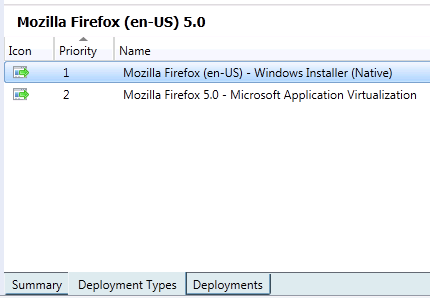 Mozilla Firefox (en-US) 5.0
Icon Priority Name
1 Mozilla Firefox (en-US) - Windows Installer (Native)
2 Mozilla Firefox 5.0 - Microsoft Application Virtualization
Summary Deployment Types Deployments